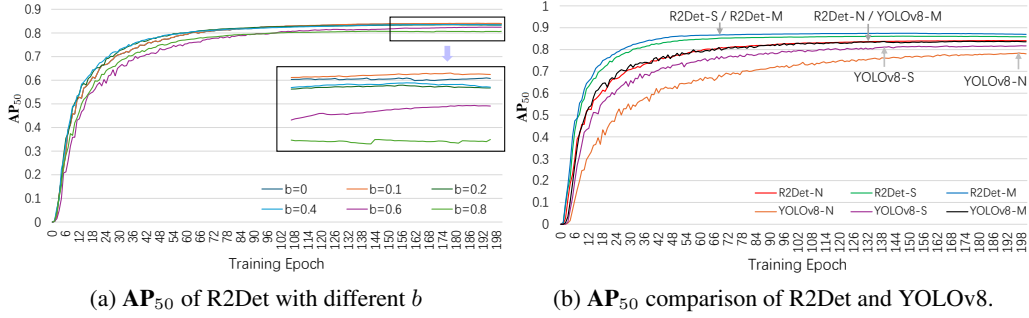 AP50
0.9
0.8
0.7
0.6
0.5
0.4
0.3
0.2
0.1
0
b=0 b=0.1 b=0.2
b=0.4 b=0.6 b=0.8
0 6 12 18 24 30 36 42 48 54 60 66 72 78 84 90 96 102 108 114 120 126 132 138 144 150 156 162 168 174 180 186 192 198
Training Epoch
(a) AP50 of R2Det with different b
AP50
1
0.9
0.8
0.7
0.6
0.5
0.4
0.3
0.2
0.1
0
R2Det-S / R2Det-M R2Det-N / YOLOv8-M
YOLOv8-S YOLOv8-N
R2Det-N R2Det-S R2Det-M
YOLOv8-N YOLOv8-S YOLOv8-M
0 6 12 18 24 30 36 42 48 54 60 66 72 78 84 90 96 102 108 114 120 126 132 138 144 150 156 162 168 174 180 186 192 198
Training Epoch
(b) AP50 comparison of R2Det and YOLOv8.